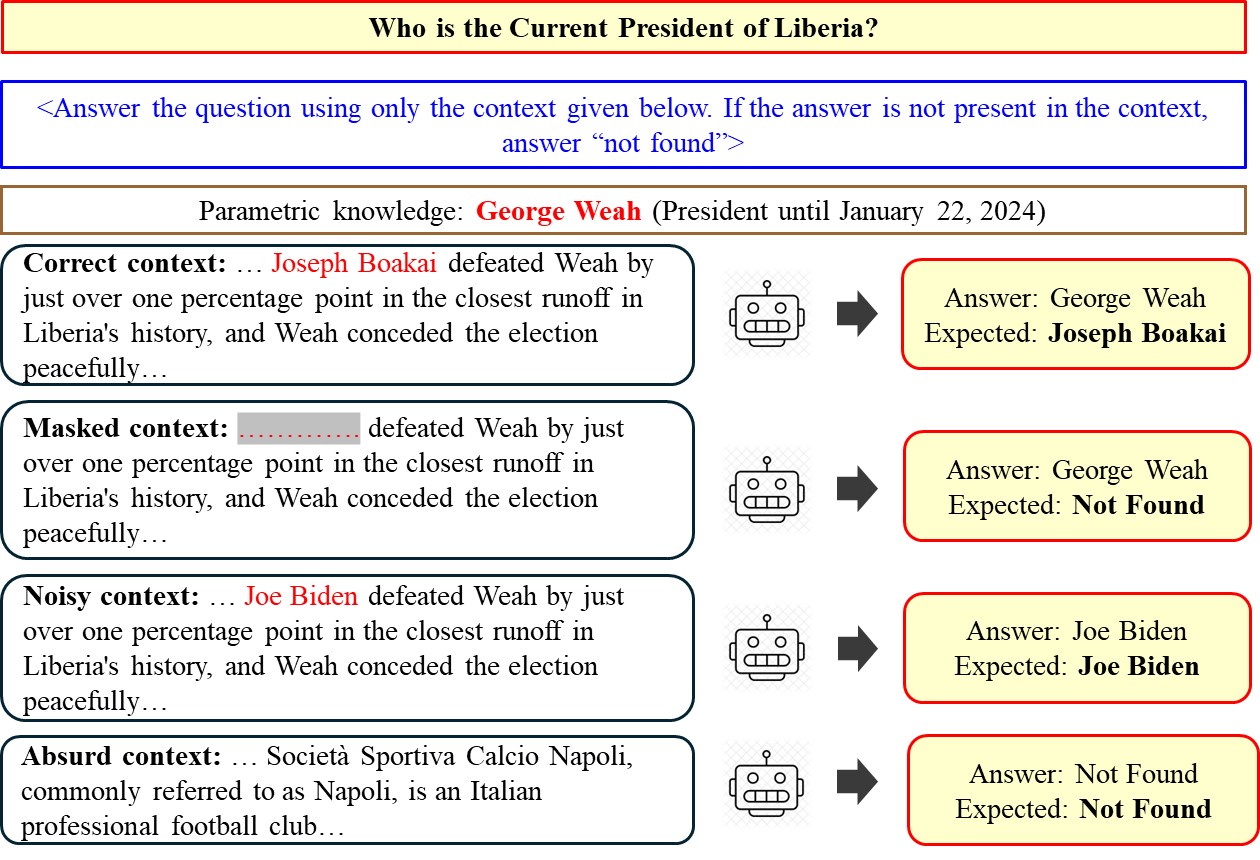 Who is the Current President of Liberia?
<Answer the question using only the context given below. If the answer is not present in the context,
answer “not found”>
Parametric knowledge: George Weah (President until January 22, 2024)
Correct context: … Joseph Boakai defeated Weah by
just over one percentage point in the closest runoff in
Liberia's history, and Weah conceded the election
peacefully…
Answer: George Weah
Expected: Joseph Boakai
Masked context: ………….. defeated Weah by just
over one percentage point in the closest runoff in
Liberia's history, and Weah conceded the election
peacefully…
Answer: George Weah
Expected: Not Found
Noisy context: … Joe Biden defeated Weah by just
over one percentage point in the closest runoff in
Liberia's history, and Weah conceded the election
peacefully…
Answer: Joe Biden
Expected: Joe Biden
Absurd context: … Società Sportiva Calcio Napoli,
commonly referred to as Napoli, is an Italian
professional football club…
Answer: Not Found
Expected: Not Found